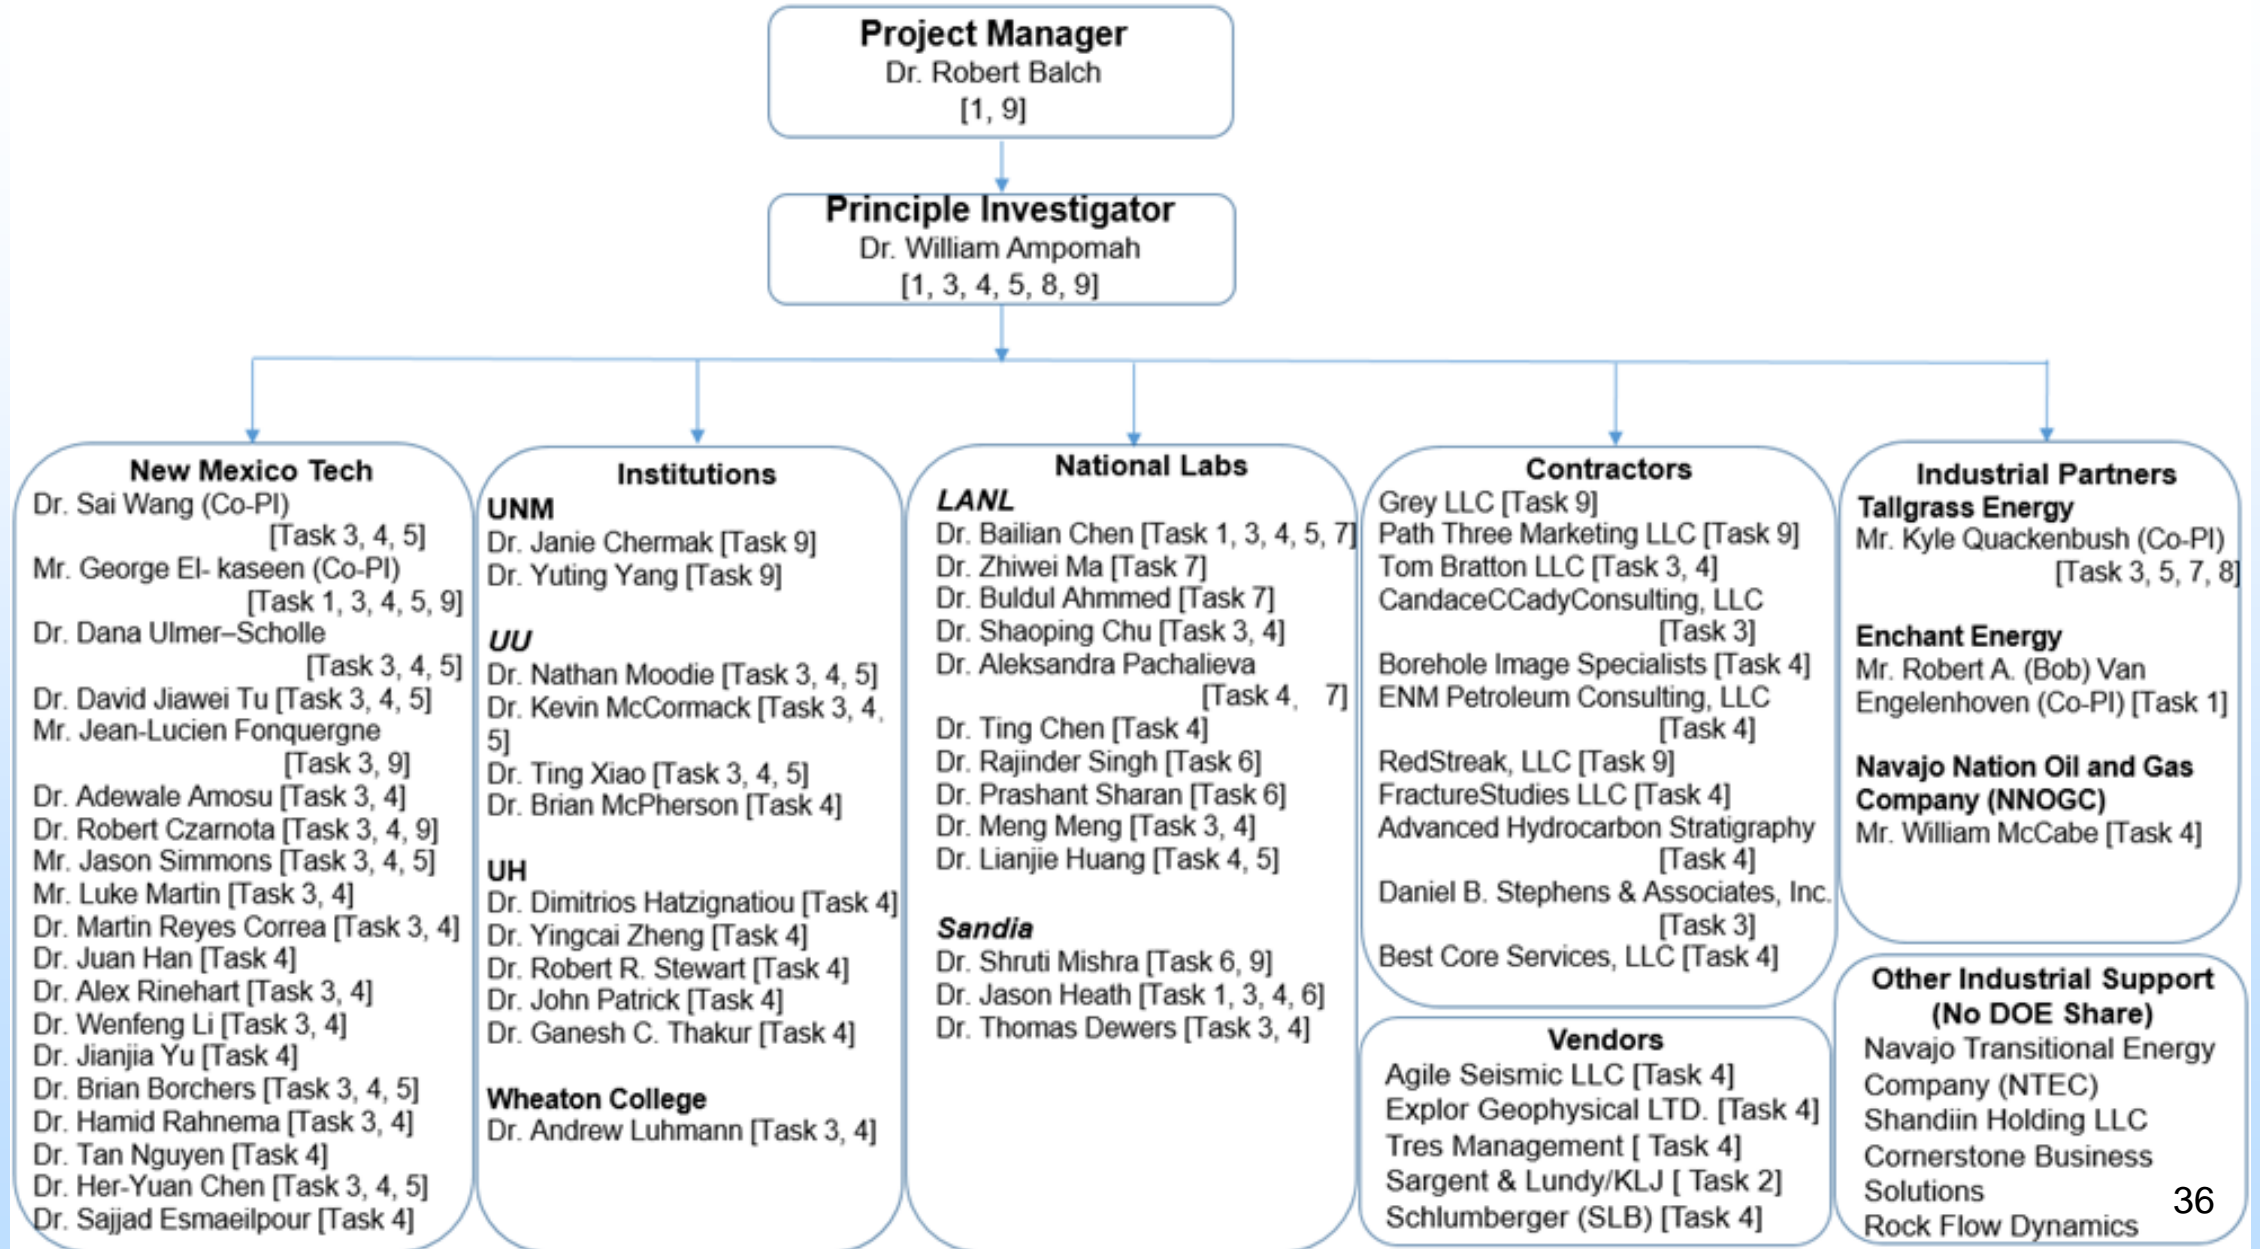 Project Manager
Dr. Robert Balch
[1, 9]
Principle Investigator
Dr. William Ampomah
[1, 3, 4, 5, 8, 9]
New Mexico Tech
Dr. Sai Wang (Co-PI)
[Task 3, 4, 5]
Mr. George El- kaseen (Co-PI)
[Task 1, 3, 4, 5, 9]
Dr. Dana Ulmer–Scholle
[Task 3, 4, 5]
Dr. David Jiawei Tu [Task 3, 4, 5]
Mr. Jean-Lucien Fonquergne
[Task 3, 9]
Dr. Adewale Amosu [Task 3, 4]
Dr. Robert Czarnota [Task 3, 4, 9]
Mr. Jason Simmons [Task 3, 4, 5]
Mr. Luke Martin [Task 3, 4]
Dr. Martin Reyes Correa [Task 3, 4]
Dr. Juan Han [Task 4]
Dr. Alex Rinehart [Task 3, 4]
Dr. Wenfeng Li [Task 3, 4]
Dr. Jianjia Yu [Task 4]
Dr. Brian Borchers [Task 3, 4, 5]
Dr. Hamid Rahnema [Task 3, 4]
Dr. Tan Nguyen [Task 4]
Dr. Her-Yuan Chen [Task 3, 4, 5]
Dr. Sajjad Esmaeilpour [Task 4]
Institutions
UNM
Dr. Janie Chermak [Task 9]
Dr. Yuting Yang [Task 9]
UU
Dr. Nathan Moodie [Task 3, 4, 5]
Dr. Kevin McCormack [Task 3, 4,
5]
Dr. Ting Xiao [Task 3, 4, 5]
Dr. Brian McPherson [Task 4]
UH
Dr. Dimitrios Hatzignatiou [Task 4]
Dr. Yingcai Zheng [Task 4]
Dr. Robert R. Stewart [Task 4]
Dr. John Patrick [Task 4]
Dr. Ganesh C. Thakur [Task 4]
Wheaton College
Dr. Andrew Luhmann [Task 3, 4]
National Labs
LANL
Dr. Bailian Chen [Task 1, 3, 4, 5, 7]
Dr. Zhiwei Ma [Task 7]
Dr. Buldul Ahmmed [Task 7]
Dr. Shaoping Chu [Task 3, 4]
Dr. Aleksandra Pachalieva
[Task 4, 7]
Dr. Ting Chen [Task 4]
Dr. Rajinder Singh [Task 6]
Dr. Prashant Sharan [Task 6]
Dr. Meng Meng [Task 3, 4]
Dr. Lianjie Huang [Task 4, 5]
Sandia
Dr. Shruti Mishra [Task 6, 9]
Dr. Jason Heath [Task 1, 3, 4, 6]
Dr. Thomas Dewers [Task 3, 4]
Contractors
Grey LLC [Task 9]
Path Three Marketing LLC [Task 9]
Tom Bratton LLC [Task 3, 4]
CandaceCCadyConsulting, LLC
[Task 3]
Borehole Image Specialists [Task 4]
ENM Petroleum Consulting, LLC
[Task 4]
RedStreak, LLC [Task 9]
FractureStudies LLC [Task 4]
Advanced Hydrocarbon Stratigraphy
[Task 4]
Daniel B. Stephens & Associates, Inc.
[Task 3]
Best Core Services, LLC [Task 4]
Vendors
Agile Seismic LLC [Task 4]
Explor Geophysical LTD. [Task 4]
Tres Management [ Task 4]
Sargent & Lundy/KLJ [ Task 2]
Schlumberger (SLB) [Task 4]
Industrial Partners
Tallgrass Energy
Mr. Kyle Quackenbush (Co-PI)
[Task 3, 5, 7, 8]
Enchant Energy
Mr. Robert A. (Bob) Van
Engelenhoven (Co-PI) [Task 1]
Navajo Nation Oil and Gas
Company (NNOGC)
Mr. William McCabe [Task 4]
Other Industrial Support
(No DOE Share)
Navajo Transitional Energy
Company (NTEC)
Shandiin Holding LLC
Cornerstone Business
Solutions
Rock Flow Dynamics
36